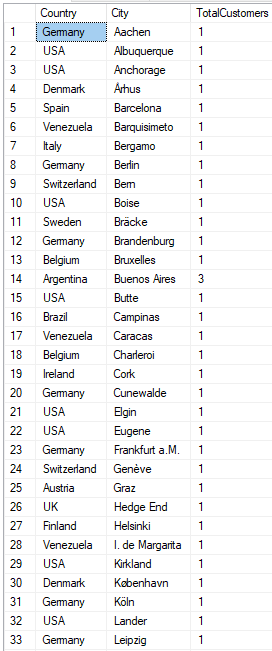 Country City TotalCustomers
1 Germany Aachen 1
2 USA Albuquerque 1
3 USA Anchorage 1
4 Denmark Århus 1
5 Spain Barcelona 1
6 Venezuela Barquisimeto 1
7 Italy Bergamo 1
8 Germany Berlin 1
9 Switzerland Bern 1
10 USA Boise 1
11 Sweden Bräcke 1
12 Germany Brandenburg 1
13 Belgium Bruxelles 1
14 Argentina Buenos Aires 3
15 USA Butte 1
16 Brazil Campinas 1
17 Venezuela Caracas 1
18 Belgium Charleroi 1
19 Ireland Cork 1
20 Germany Cunewalde 1
21 USA Elgin 1
22 USA Eugene 1
23 Germany Frankfurt a.M. 1
24 Switzerland Genève 1
25 Austria Graz 1
26 UK Hedge End 1
27 Finland Helsinki 1
28 Venezuela I. de Margarita 1
29 USA Kirkland 1
30 Denmark København 1
31 Germany Köln 1
32 USA Lander 1
33 Germany Leipzig 1